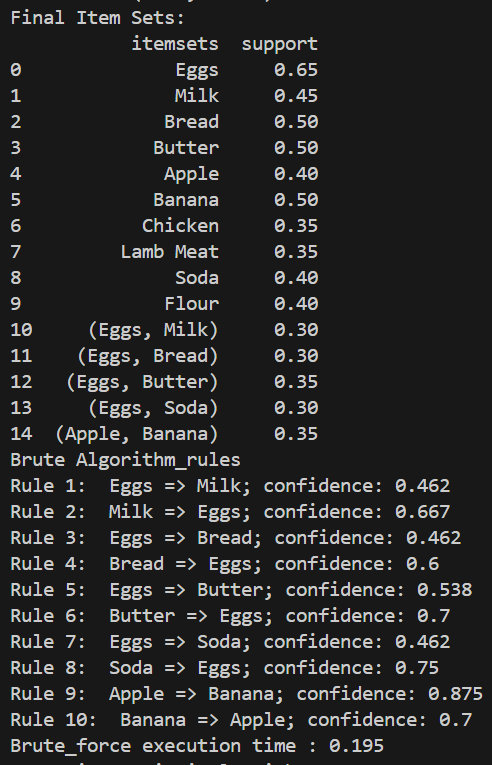 Final Item Sets:
itemsets support
0 Eggs 0.65
1 Milk 0.45
2 Bread 0.50
3 Butter 0.50
4 Apple 0.40
5 Banana 0.50
6 Chicken 0.35
7 Lamb Meat 0.35
8 Soda 0.40
9 Flour 0.40
10 (Eggs, Milk) 0.30
11 (Eggs, Bread) 0.30
12 (Eggs, Butter) 0.35
13 (Eggs, Soda) 0.30
14 (Apple, Banana) 0.35
Brute Algorithm_rules
Rule 1:  Eggs => Milk; confidence: 0.462
Rule 2:  Milk => Eggs; confidence: 0.667
Rule 3:  Eggs => Bread; confidence: 0.462
Rule 4:  Bread => Eggs; confidence: 0.6
Rule 5:  Eggs => Butter; confidence: 0.538
Rule 6:  Butter => Eggs; confidence: 0.7
Rule 7:  Eggs => Soda; confidence: 0.462
Rule 8:  Soda => Eggs; confidence: 0.75
Rule 9:  Apple => Banana; confidence: 0.875
Rule 10:  Banana => Apple; confidence: 0.7
Brute_force execution time : 0.195